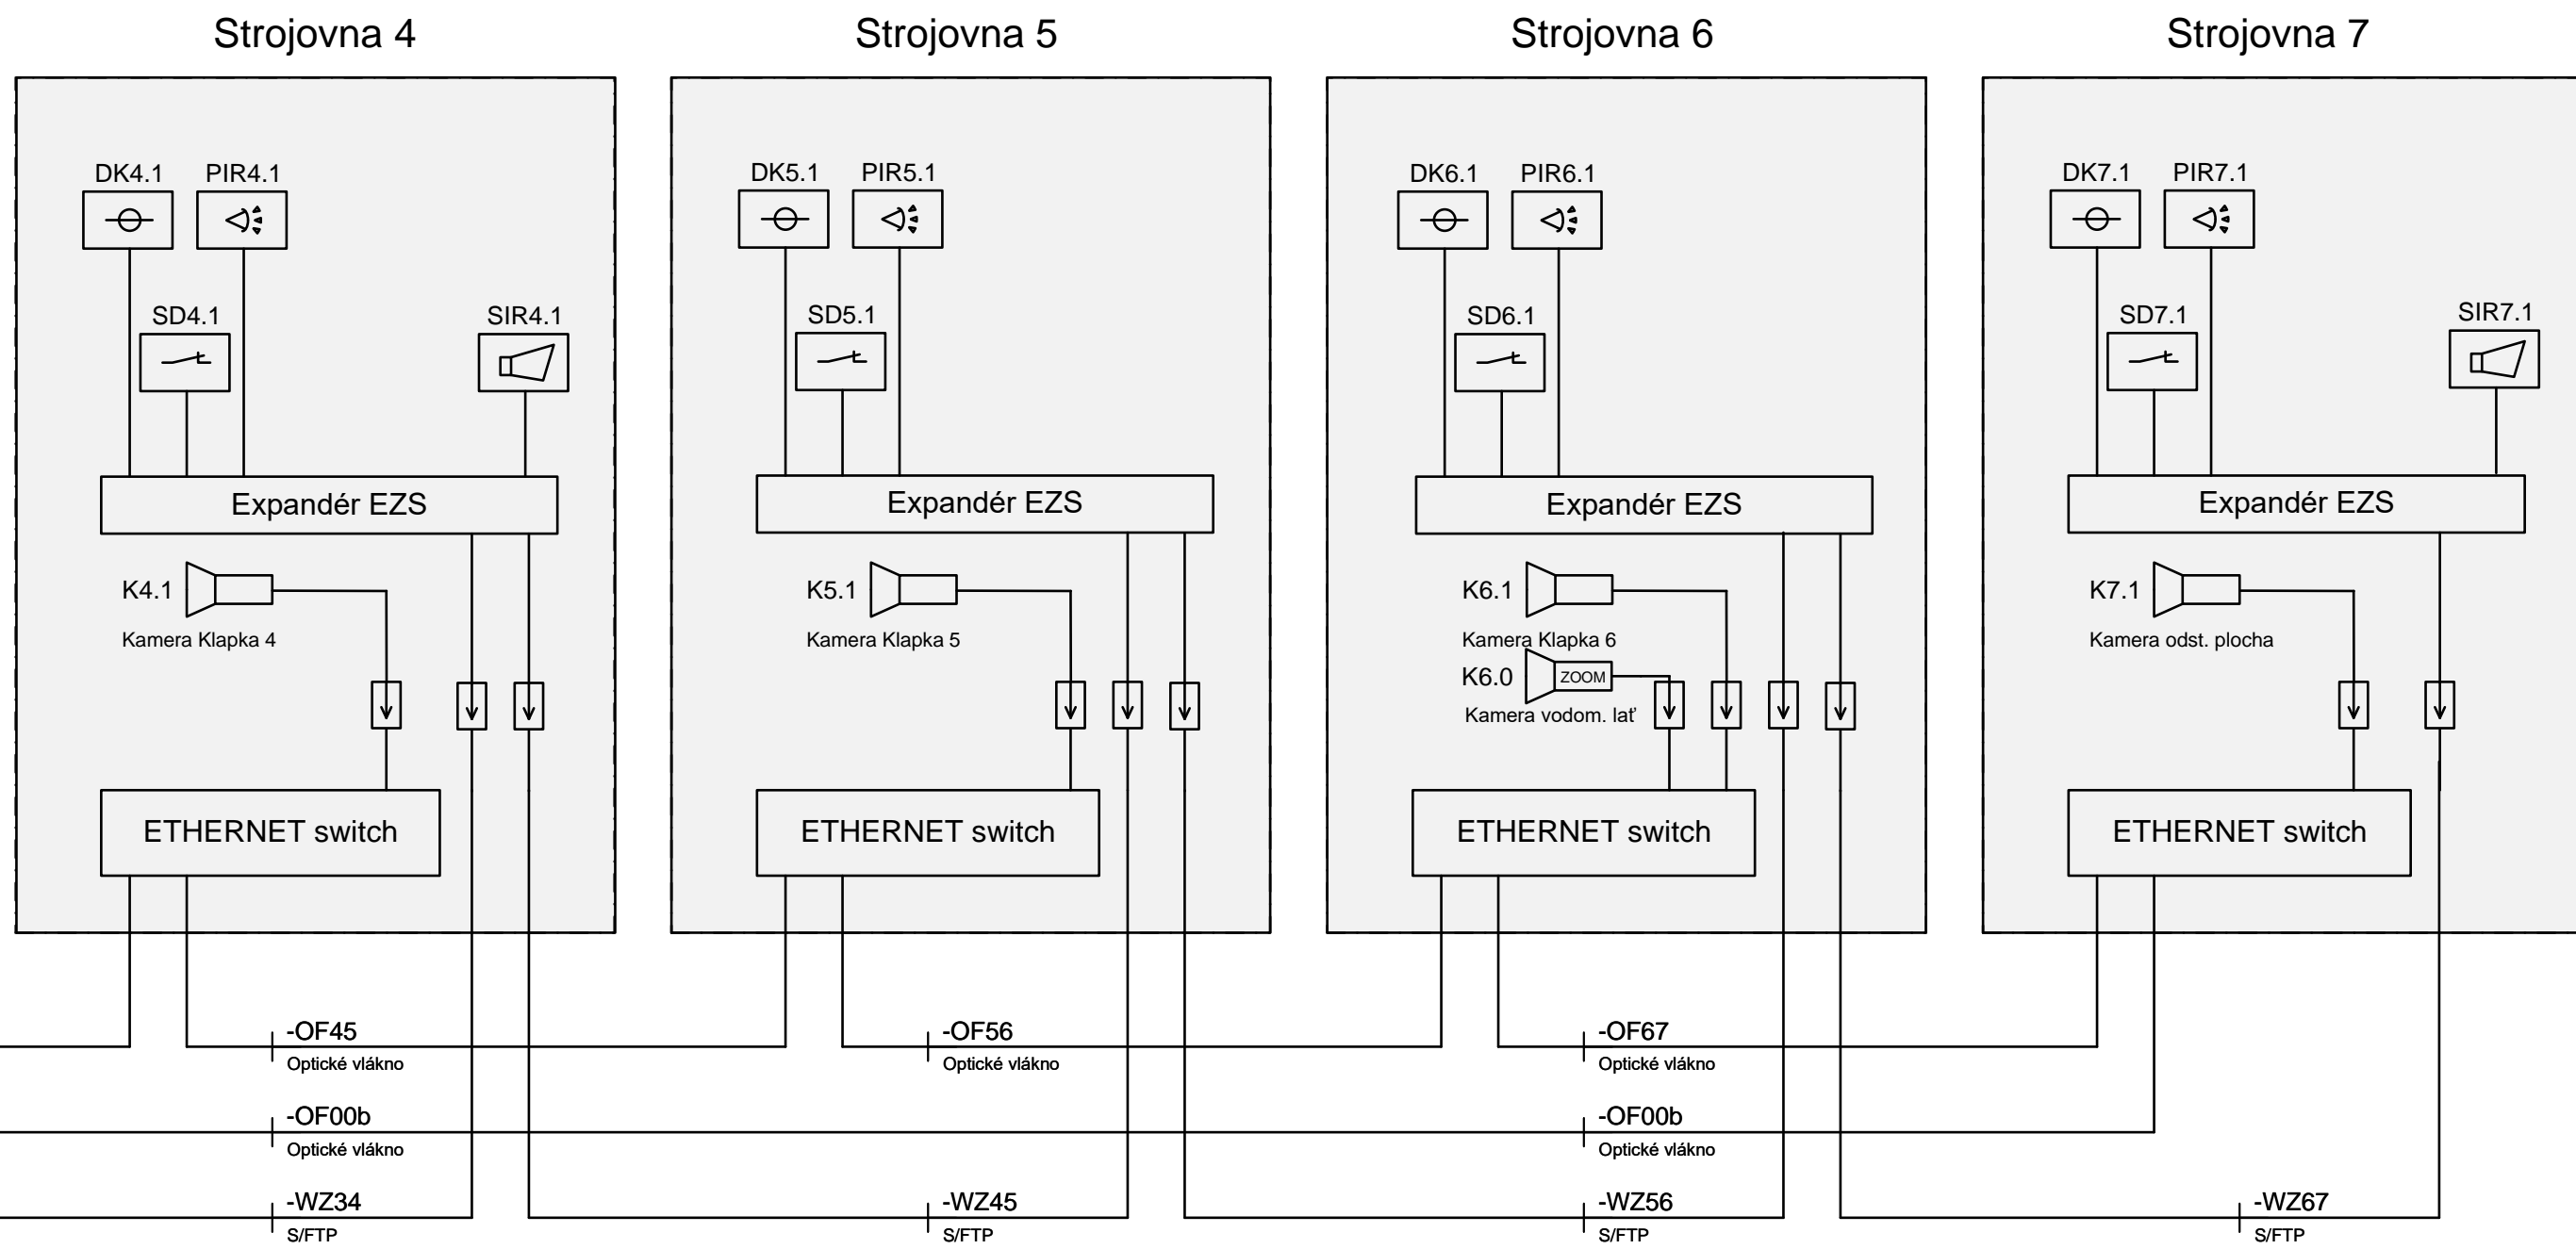 Strojovna 4
Strojovna 5
Strojovna 6
Strojovna 7
DK4.1 PIR4.1
DK5.1 PIR5.1
DK6.1 PIR6.1
DK7.1 PIR7.1
SD4.1 SIR4.1
SD5.1
SD6.1
SD7.1 SIR7.1
Expandér EZS
Expandér EZS
Expandér EZS
Expandér EZS
K4.1
Kamera Klapka 4
K5.1
Kamera Klapka 5
K6.1
Kamera Klapka 6
K6.0 ZOOM
Kamera vodom. lať
K7.1
Kamera odst. plocha
ETHERNET switch
ETHERNET switch
ETHERNET switch
ETHERNET switch
-OF45
Optické vlákno
-OF56
Optické vlákno
-OF67
Optické vlákno
-OF00b
Optické vlákno
-OF00b
Optické vlákno
-WZ34
S/FTP
-WZ45
S/FTP
-WZ56
S/FTP
-WZ67
S/FTP